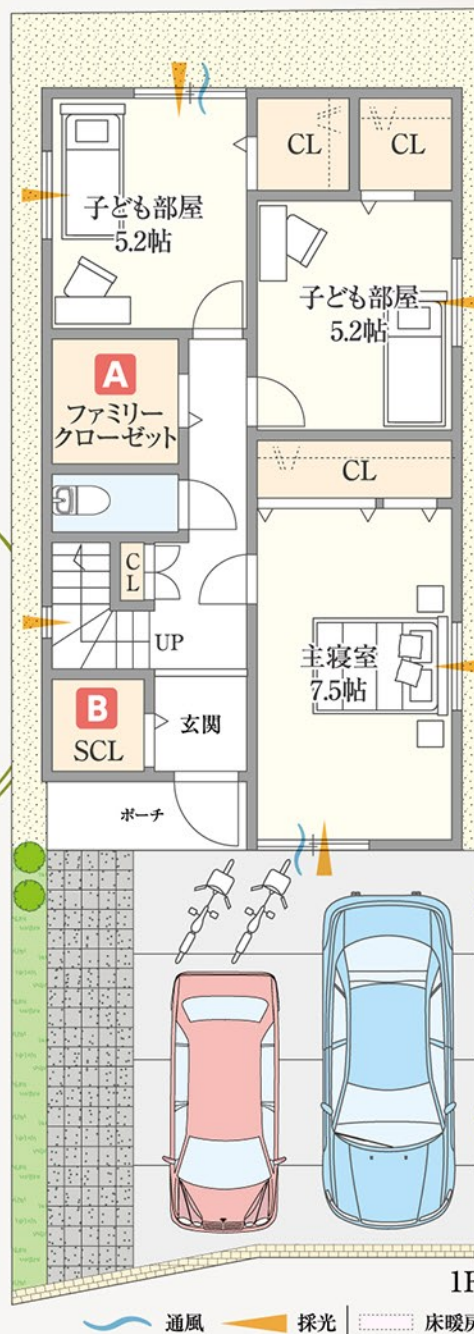 CL
CL
子ども部屋
5.2帖
子ども部屋
5.2帖
A
ファミリー
クローゼット
CL
CL
UP
主寝室
7.5帖
B
SCL
玄関
ポーチ
1F
通風
採光
床暖房